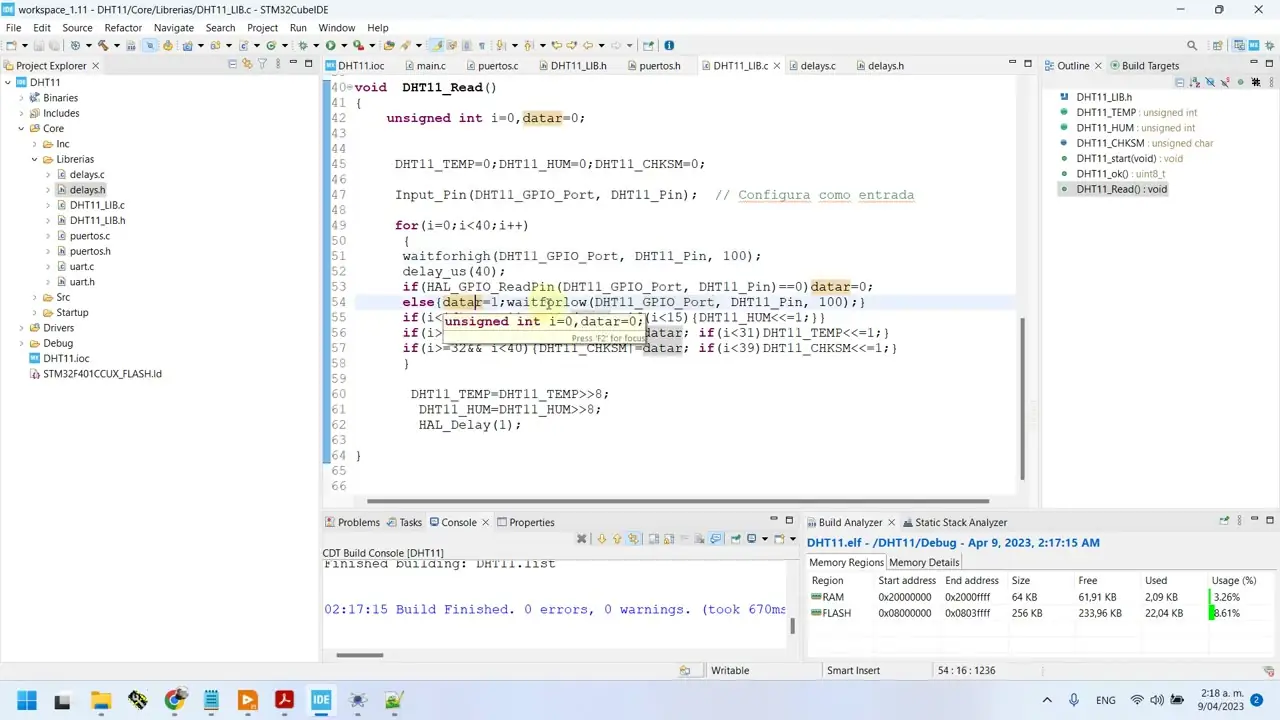 workspace_1.11 - DHT11/Core/Librerias/DHT11_LIB.c - STM32CubeIDE
File Edit Source Refactor Navigate Search Project Run Window Help
Project Explorer
DHT11
Binaries
Includes
Core
Inc
Librerias
delays.c
delays.h
DHT11_LIB.c
DHT11_LIB.h
puertos.c
puertos.h
uart.c
uart.h
Src
Startup
Drivers
Debug
DHT11.ioc
STM32F401CCUX_FLASH.ld
DHT11.ioc main.c puertos.c DHT11_LIB.h puertos.h DHT11_LIB.c delays.c delays.h
40 void DHT11_Read()
41 {
42 unsigned int i=0,datar=0;
43
44
45 DHT11_TEMP=0;DHT11_HUM=0;DHT11_CHKSM=0;
46
47 Input_Pin(DHT11_GPIO_Port, DHT11_Pin); // Configura como entrada
48
49 for(i=0;i<40;i++)
50 {
51 waitforhigh(DHT11_GPIO_Port, DHT11_Pin, 100);
52 delay_us(40);
53 if(HAL_GPIO_ReadPin(DHT11_GPIO_Port, DHT11_Pin)==0)datar=0;
54 else{datar=1;waitforlow(DHT11_GPIO_Port, DHT11_Pin, 100);}
55 if(i< (i<15){DHT11_HUM<<=1;}}
56 if(i> datar; if(i<31)DHT11_TEMP<<=1;}
57 if(i>=32&& i<40){DHT11_CHKSM|=datar; if(i<39)DHT11_CHKSM<<=1;}
58 }
59
60 DHT11_TEMP=DHT11_TEMP>>8;
61 DHT11_HUM=DHT11_HUM>>8;
62 HAL_Delay(1);
63
64 }
65
66
unsigned int i=0,datar=0;
Press 'F2' for focus
Outline Build Targets
DHT11_LIB.h
DHT11_TEMP : unsigned int
DHT11_HUM : unsigned int
DHT11_CHKSM : unsigned char
DHT11_start(void) : void
DHT11_ok() : uint8_t
DHT11_Read() : void
Problems Tasks Console Properties
CDT Build Console [DHT11]
Finished building: DHT11.list
02:17:15 Build Finished. 0 errors, 0 warnings. (took 670ms
Build Analyzer Static Stack Analyzer
DHT11.elf - /DHT11/Debug - Apr 9, 2023, 2:17:15 AM
Memory Regions Memory Details
Region Start address End address Size Free Used Usage (%)
RAM 0x20000000 0x2000ffff 64 KB 61,91 KB 2,09 KB 3.26%
FLASH 0x08000000 0x0803ffff 256 KB 233,96 KB 22,04 KB 8.61%
Writable Smart Insert 54 : 16 : 1236
IDE ENG 2:18 a. m.
9/04/2023 2